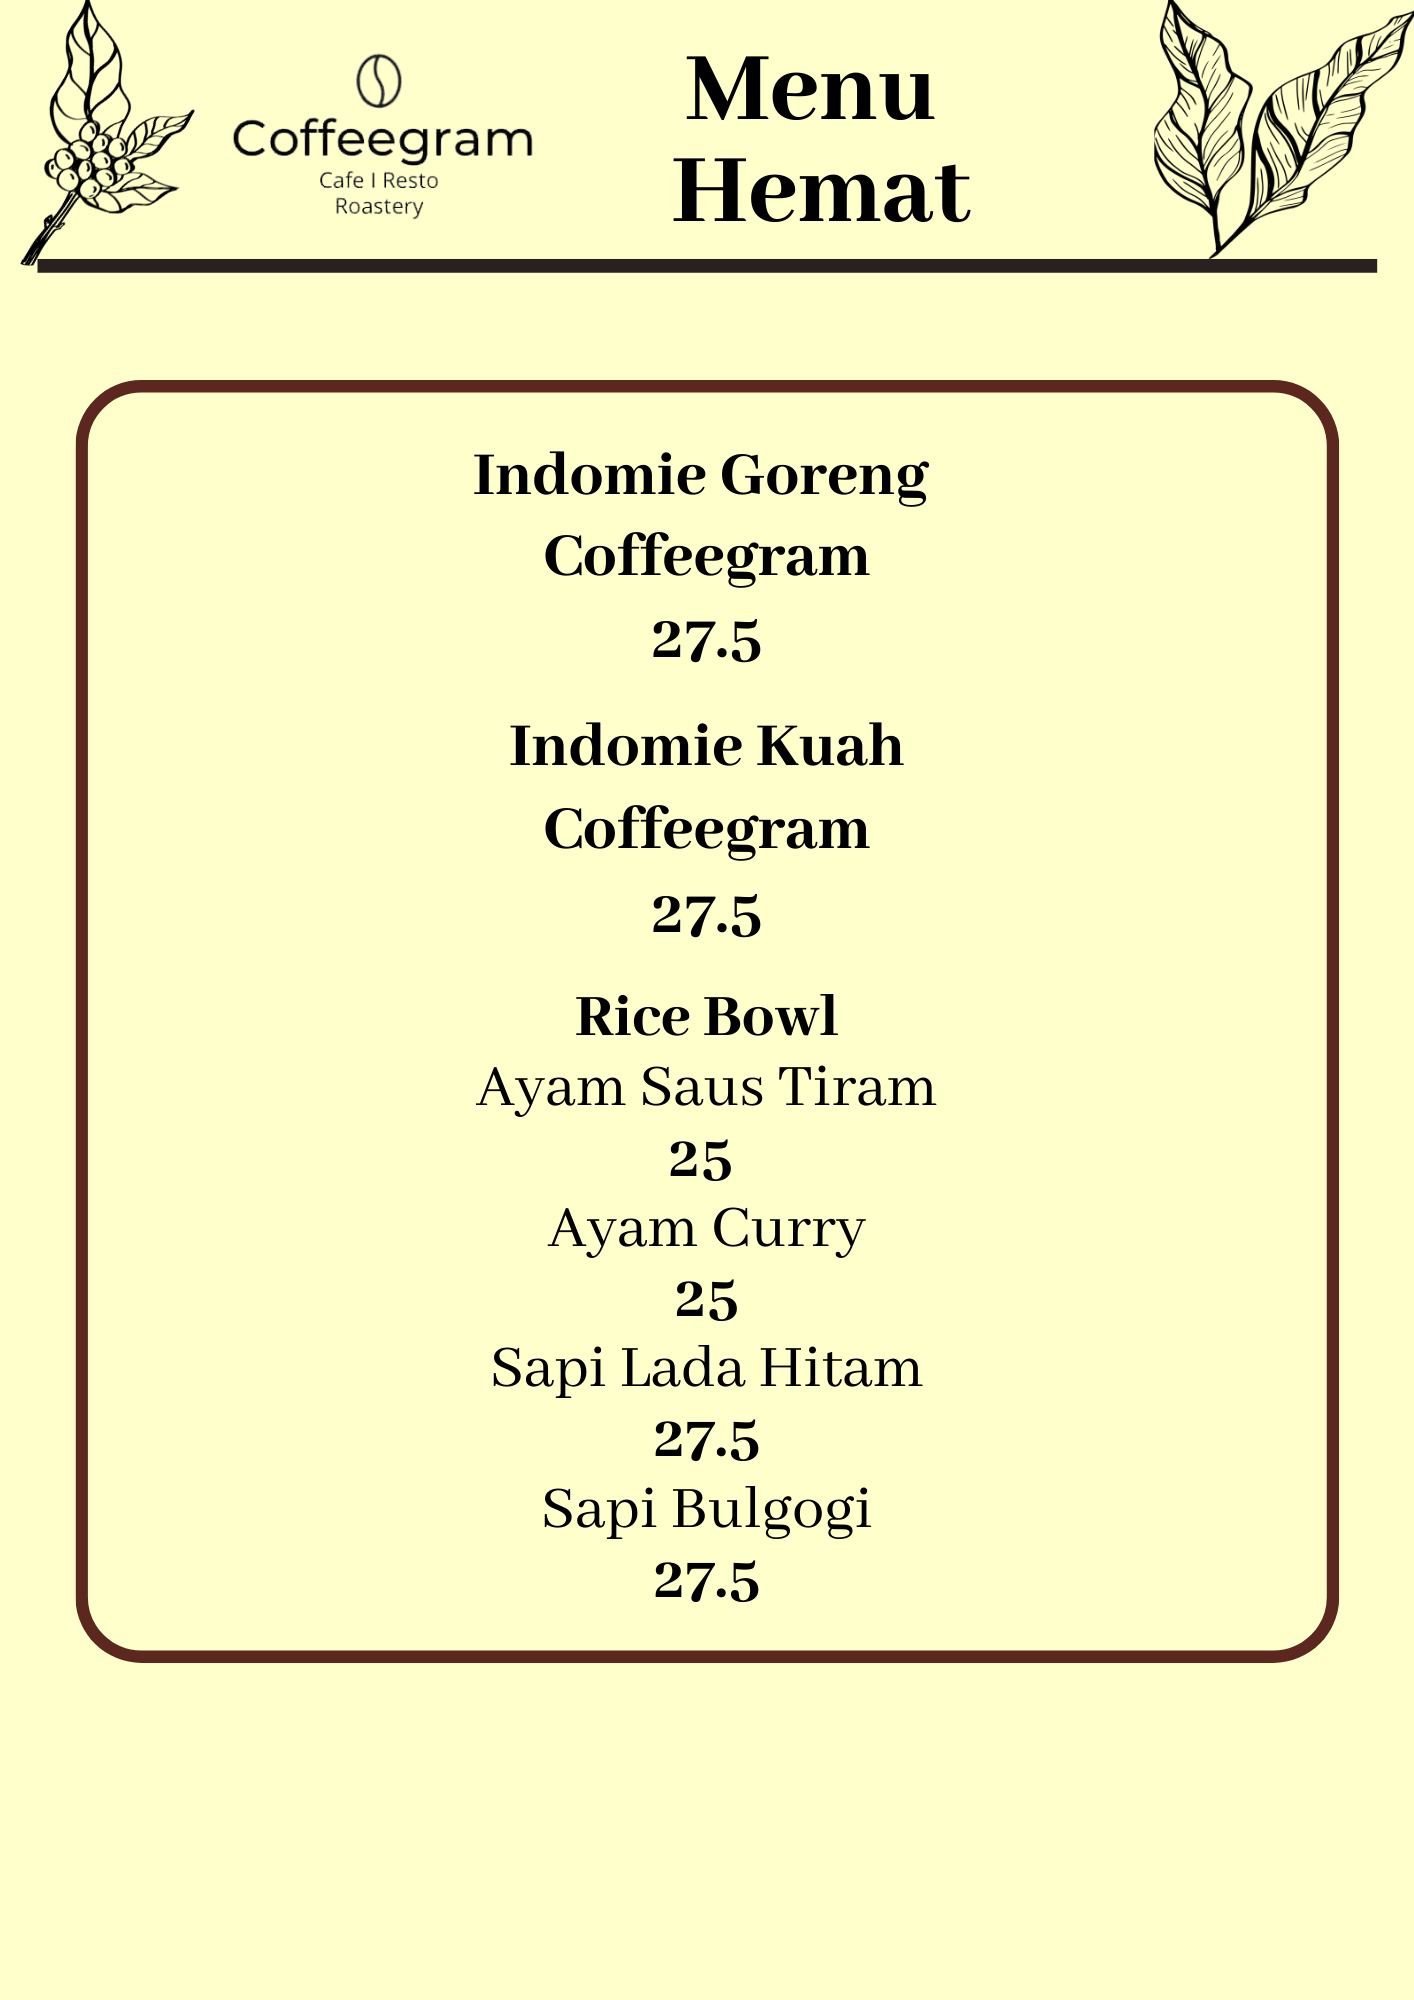 Coffeegram
Cafe I Resto
Roastery
Menu
Hemat
Indomie Goreng
Coffeegram
27.5
Indomie Kuah
Coffeegram
27.5
Rice Bowl
Ayam Saus Tiram
25
Ayam Curry
25
Sapi Lada Hitam
27.5
Sapi Bulgogi
27.5